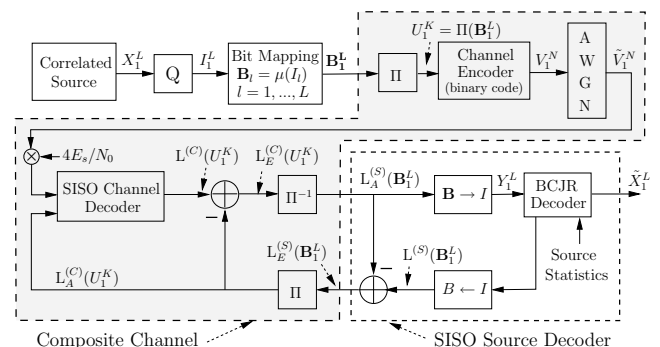 Correlated
Source
X_1^L
Q
I_1^L
Bit Mapping
B_l = μ(I_l)
l = 1, ..., L
B_1^L
Π
U_1^K = Π(B_1^L)
Channel
Encoder
(binary code)
V_1^N
A
W
G
N
Ṽ_1^N
4E_s/N_0
SISO Channel
Decoder
L^(C)(U_1^K)
L_E^(C)(U_1^K)
−
Π^−1
L_A^(S)(B_1^L)
B → I
Y_1^L
BCJR
Decoder
X̃_1^L
Source
Statistics
L_A^(C)(U_1^K)
Π
L_E^(S)(B_1^L)
−
L^(S)(B_1^L)
B ← I
Composite Channel
SISO Source Decoder